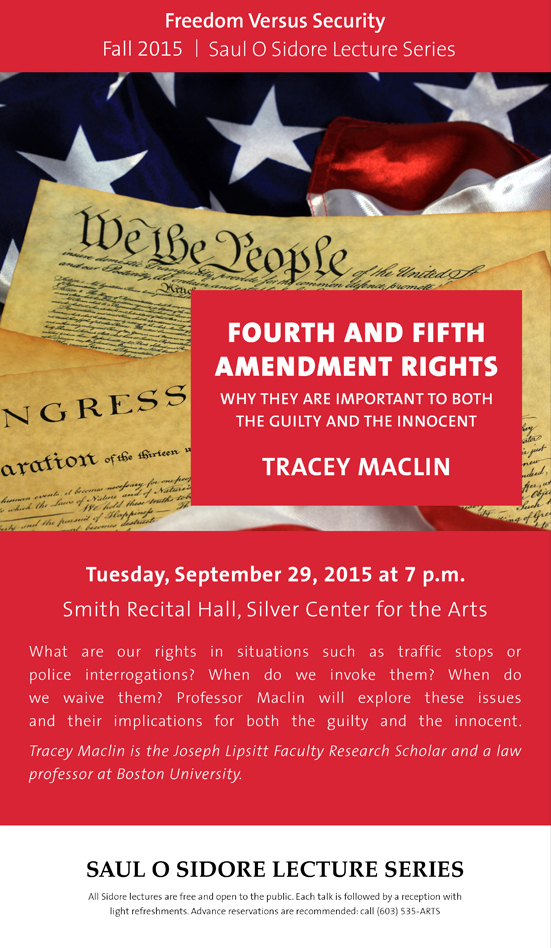 Freedom Versus Security
Fall 2015 | Saul O Sidore Lecture Series
We The People
of the United S
insure dom
NGRESS
aration of the thirteen
FOURTH AND FIFTH
AMENDMENT RIGHTS
WHY THEY ARE IMPORTANT TO BOTH
THE GUILTY AND THE INNOCENT
TRACEY MACLIN
Tuesday, September 29, 2015 at 7 p.m.
Smith Recital Hall, Silver Center for the Arts
What are our rights in situations such as traffic stops or
police interrogations? When do we invoke them? When do
we waive them? Professor Maclin will explore these issues
and their implications for both the guilty and the innocent.
Tracey Maclin is the Joseph Lipsitt Faculty Research Scholar and a law
professor at Boston University.
SAUL O SIDORE LECTURE SERIES
All Sidore lectures are free and open to the public. Each talk is followed by a reception with
light refreshments. Advance reservations are recommended: call (603) 535-ARTS